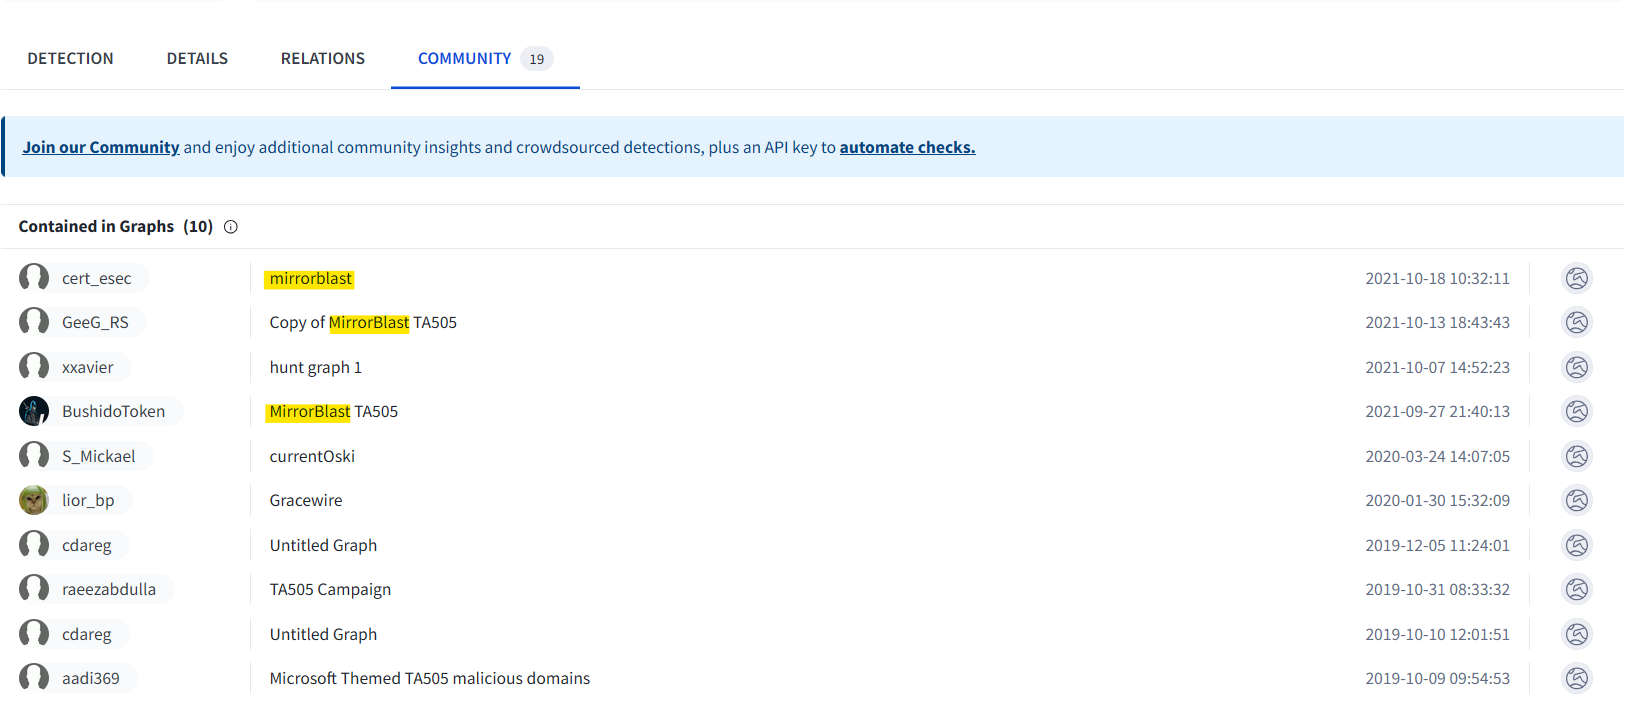 DETECTION DETAILS RELATIONS COMMUNITY 19
Join our Community and enjoy additional community insights and crowdsourced detections, plus an API key to automate checks.
Contained in Graphs (10)
cert_esec mirrorblast 2021-10-18 10:32:11
GeeG_RS Copy of MirrorBlast TA505 2021-10-13 18:43:43
xxavier hunt graph 1 2021-10-07 14:52:23
BushidoToken MirrorBlast TA505 2021-09-27 21:40:13
S_Mickael currentOski 2020-03-24 14:07:05
lior_bp Gracewire 2020-01-30 15:32:09
cdareg Untitled Graph 2019-12-05 11:24:01
raeezabdulla TA505 Campaign 2019-10-31 08:33:32
cdareg Untitled Graph 2019-10-10 12:01:51
aadi369 Microsoft Themed TA505 malicious domains 2019-10-09 09:54:53